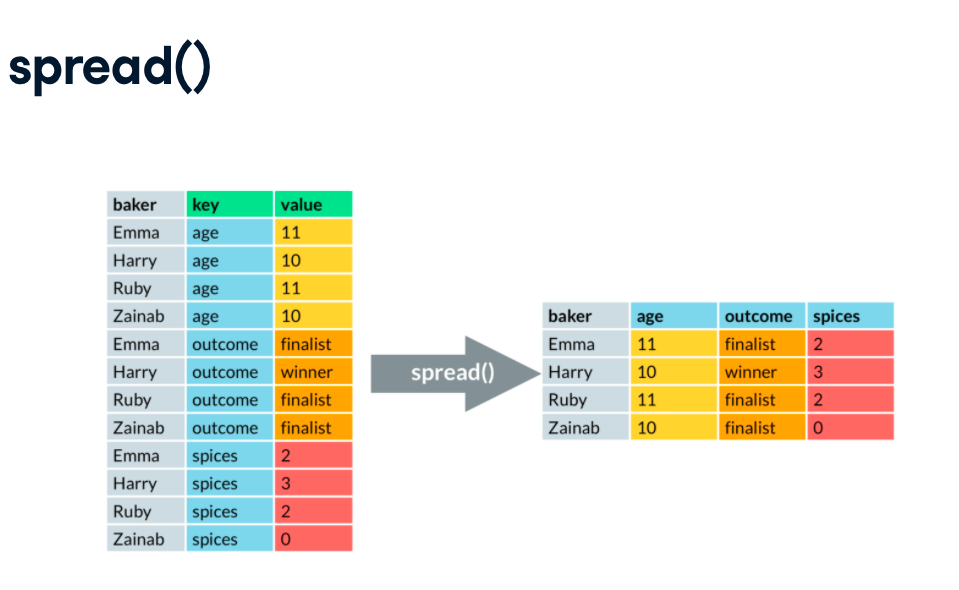 spread()
baker key value
Emma age 11
Harry age 10
Ruby age 11
Zainab age 10
Emma outcome finalist
Harry outcome winner
Ruby outcome finalist
Zainab outcome finalist
Emma spices 2
Harry spices 3
Ruby spices 2
Zainab spices 0
spread()
baker age outcome spices
Emma 11 finalist 2
Harry 10 winner 3
Ruby 11 finalist 2
Zainab 10 finalist 0